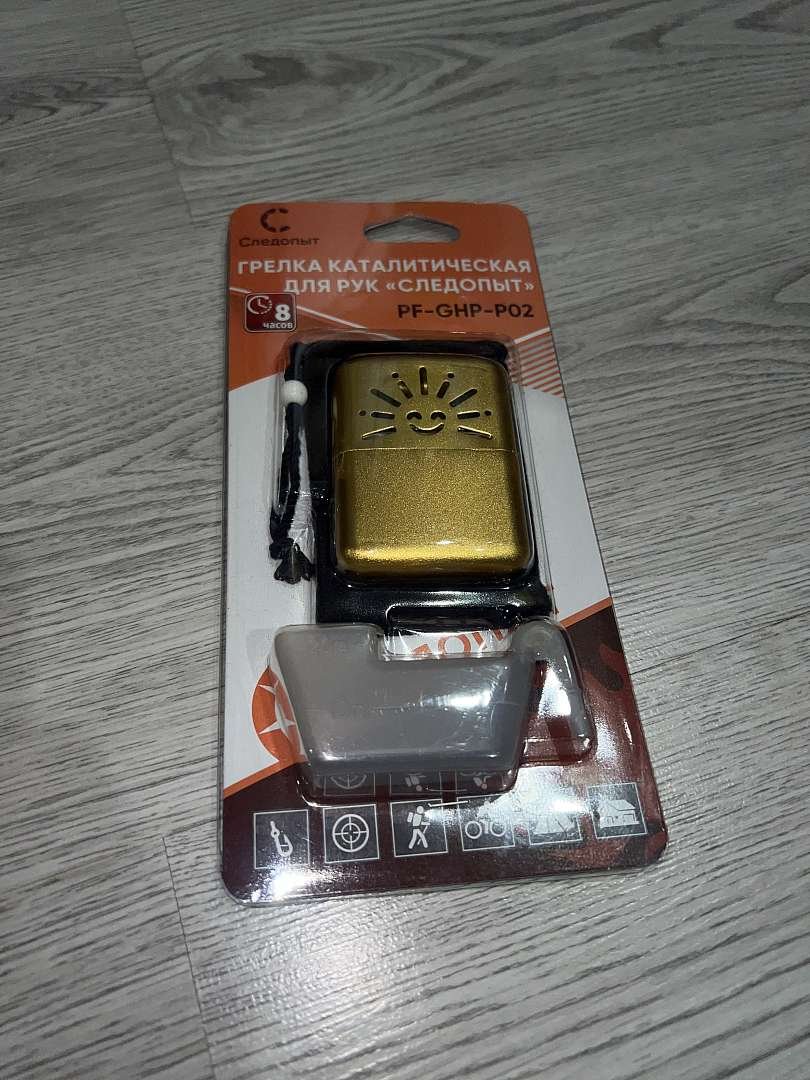 Следопыт
ГРЕЛКА КАТАЛИТИЧЕСКАЯ
ДЛЯ РУК «СЛЕДОПЫТ»
PF-GHP-P02
8
часов